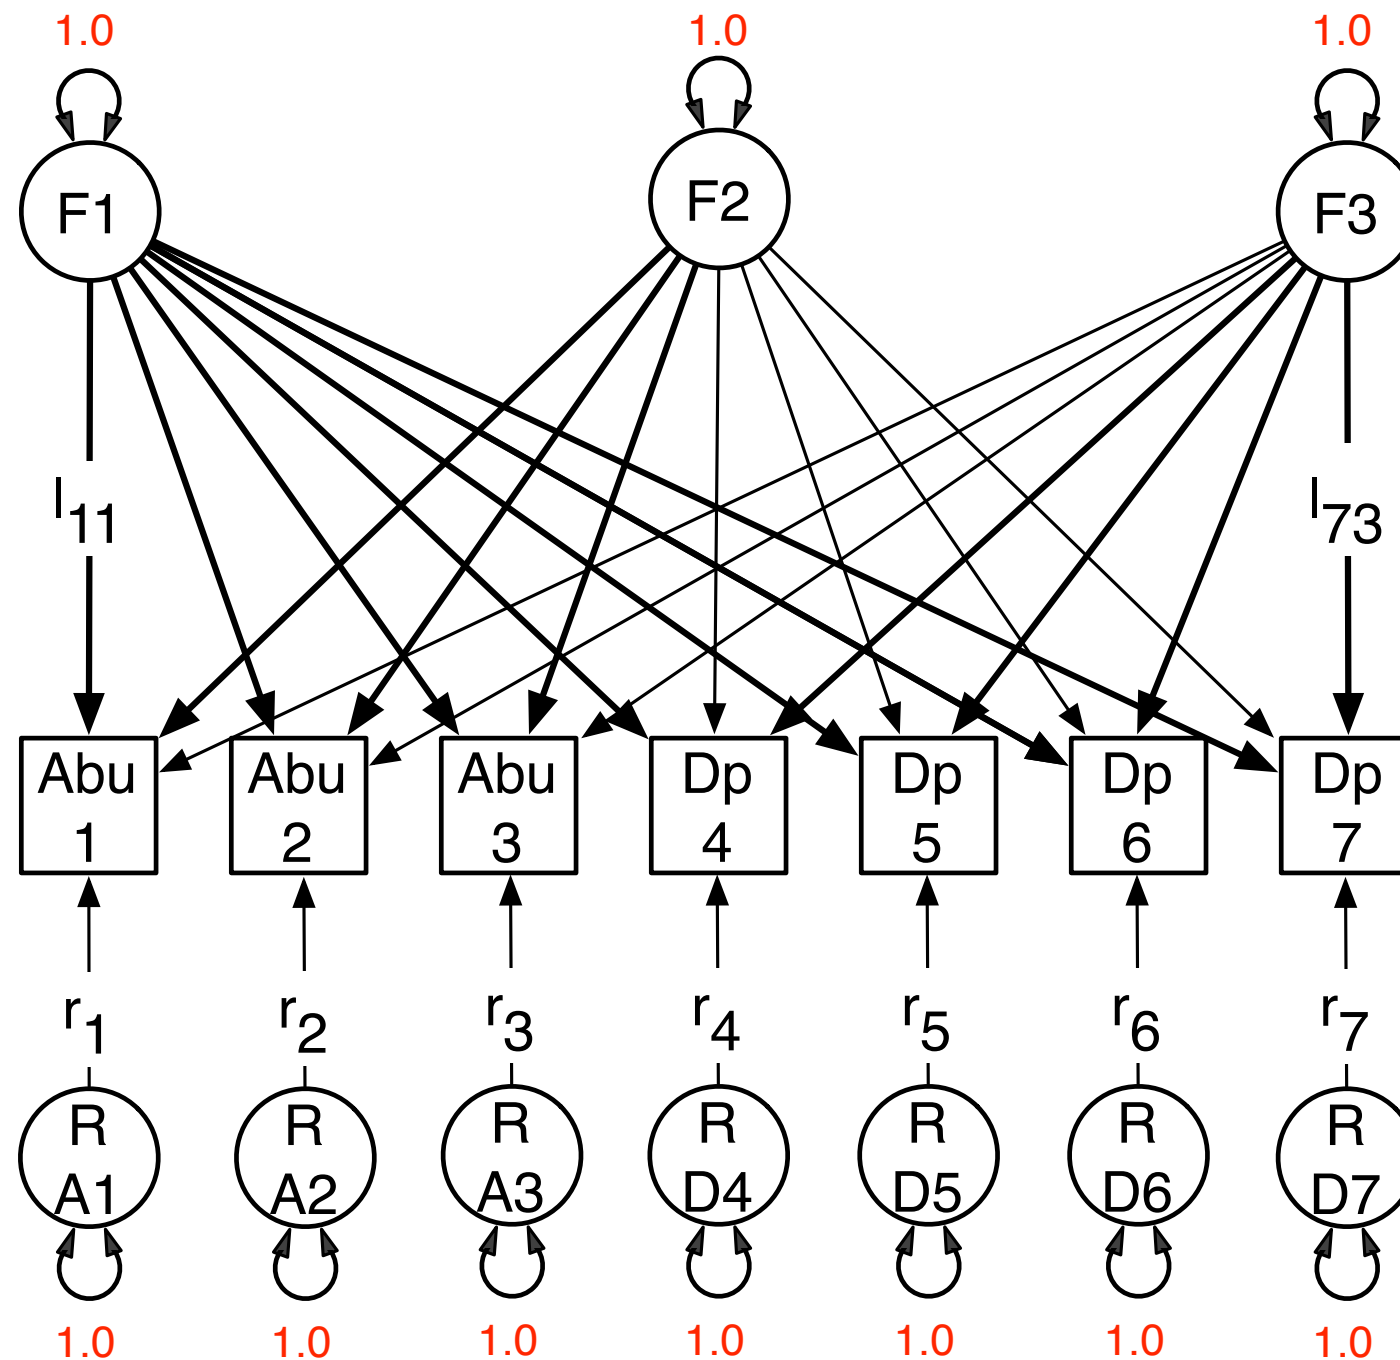 1.0 1.0 1.0
F1 F2 F3
l11 l73
Abu Abu Abu Dp Dp Dp Dp
1 2 3 4 5 6 7
r1 r2 r3 r4 r5 r6 r7
R R R R R R R
A1 A2 A3 D4 D5 D6 D7
1.0 1.0 1.0 1.0 1.0 1.0 1.0